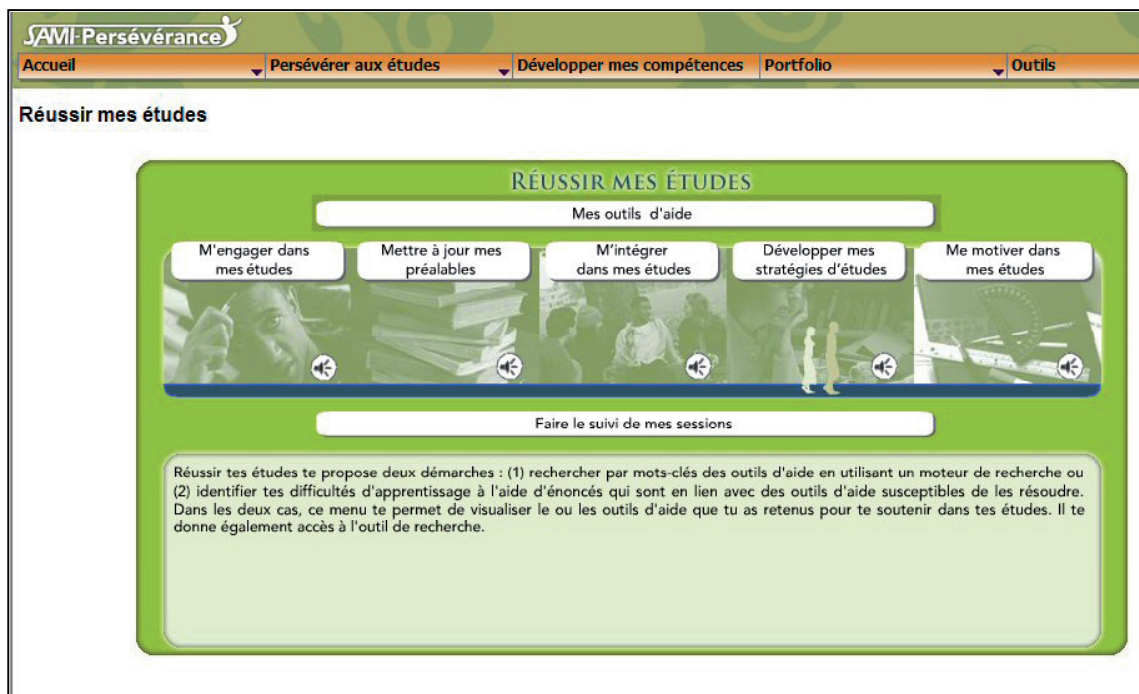 SAMI-Persévérance
Accueil Persévérer aux études Développer mes compétences Portfolio Outils
Réussir mes études
RÉUSSIR MES ÉTUDES
Mes outils d'aide
M'engager dans
mes études
Mettre à jour mes
préalables
M'intégrer
dans mes études
Développer mes
stratégies d'études
Me motiver dans
mes études
Faire le suivi de mes sessions
Réussir tes études te propose deux démarches : (1) rechercher par mots-clés des outils d'aide en utilisant un moteur de recherche ou
(2) identifier tes difficultés d'apprentissage à l'aide d'énoncés qui sont en lien avec des outils d'aide susceptibles de les résoudre.
Dans les deux cas, ce menu te permet de visualiser le ou les outils d'aide que tu as retenus pour te soutenir dans tes études. Il te
donne également accès à l'outil de recherche.